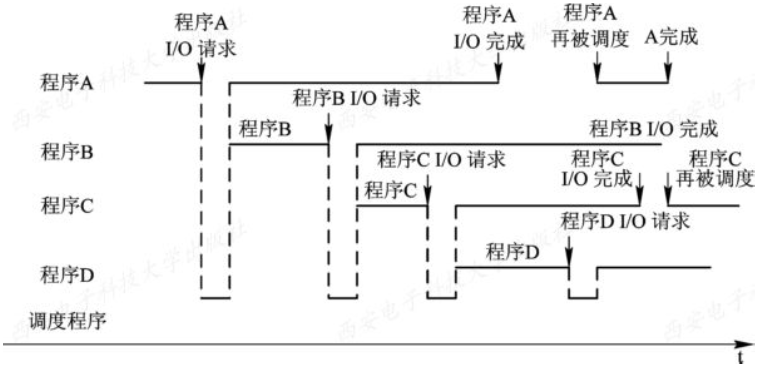 程序A
I/O 请求
程序A
I/O 完成
程序A
再被调度
A完成
程序A
程序B I/O 请求
程序B
程序B I/O 完成
程序B
程序C I/O 请求
程序C
I/O 完成
程序C
再被调度
程序C
程序C
程序D I/O 请求
程序D
程序D
调度程序
t
西安电子科技大学出版社